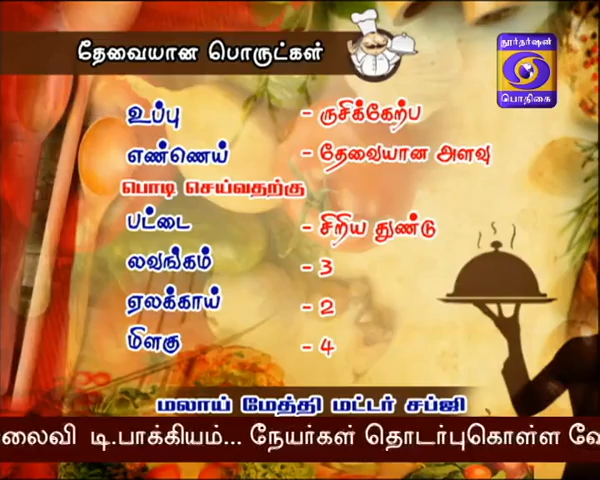 தேவையான பொருட்கள்
தூர்தர்ஷன்
பொதிகை
உப்பு - ருசிக்கேற்ப
எண்ணெய் - தேவையான அளவு
பொடி செய்வதற்கு
பட்டை - சிறிய துண்டு
லவங்கம் - 3
ஏலக்காய் - 2
மிளகு - 4
மலாய் மேத்தி மட்டர் சப்ஜி
லைவி டி.பாக்கியம்... நேயர்கள் தொடர்புகொள்ள வே